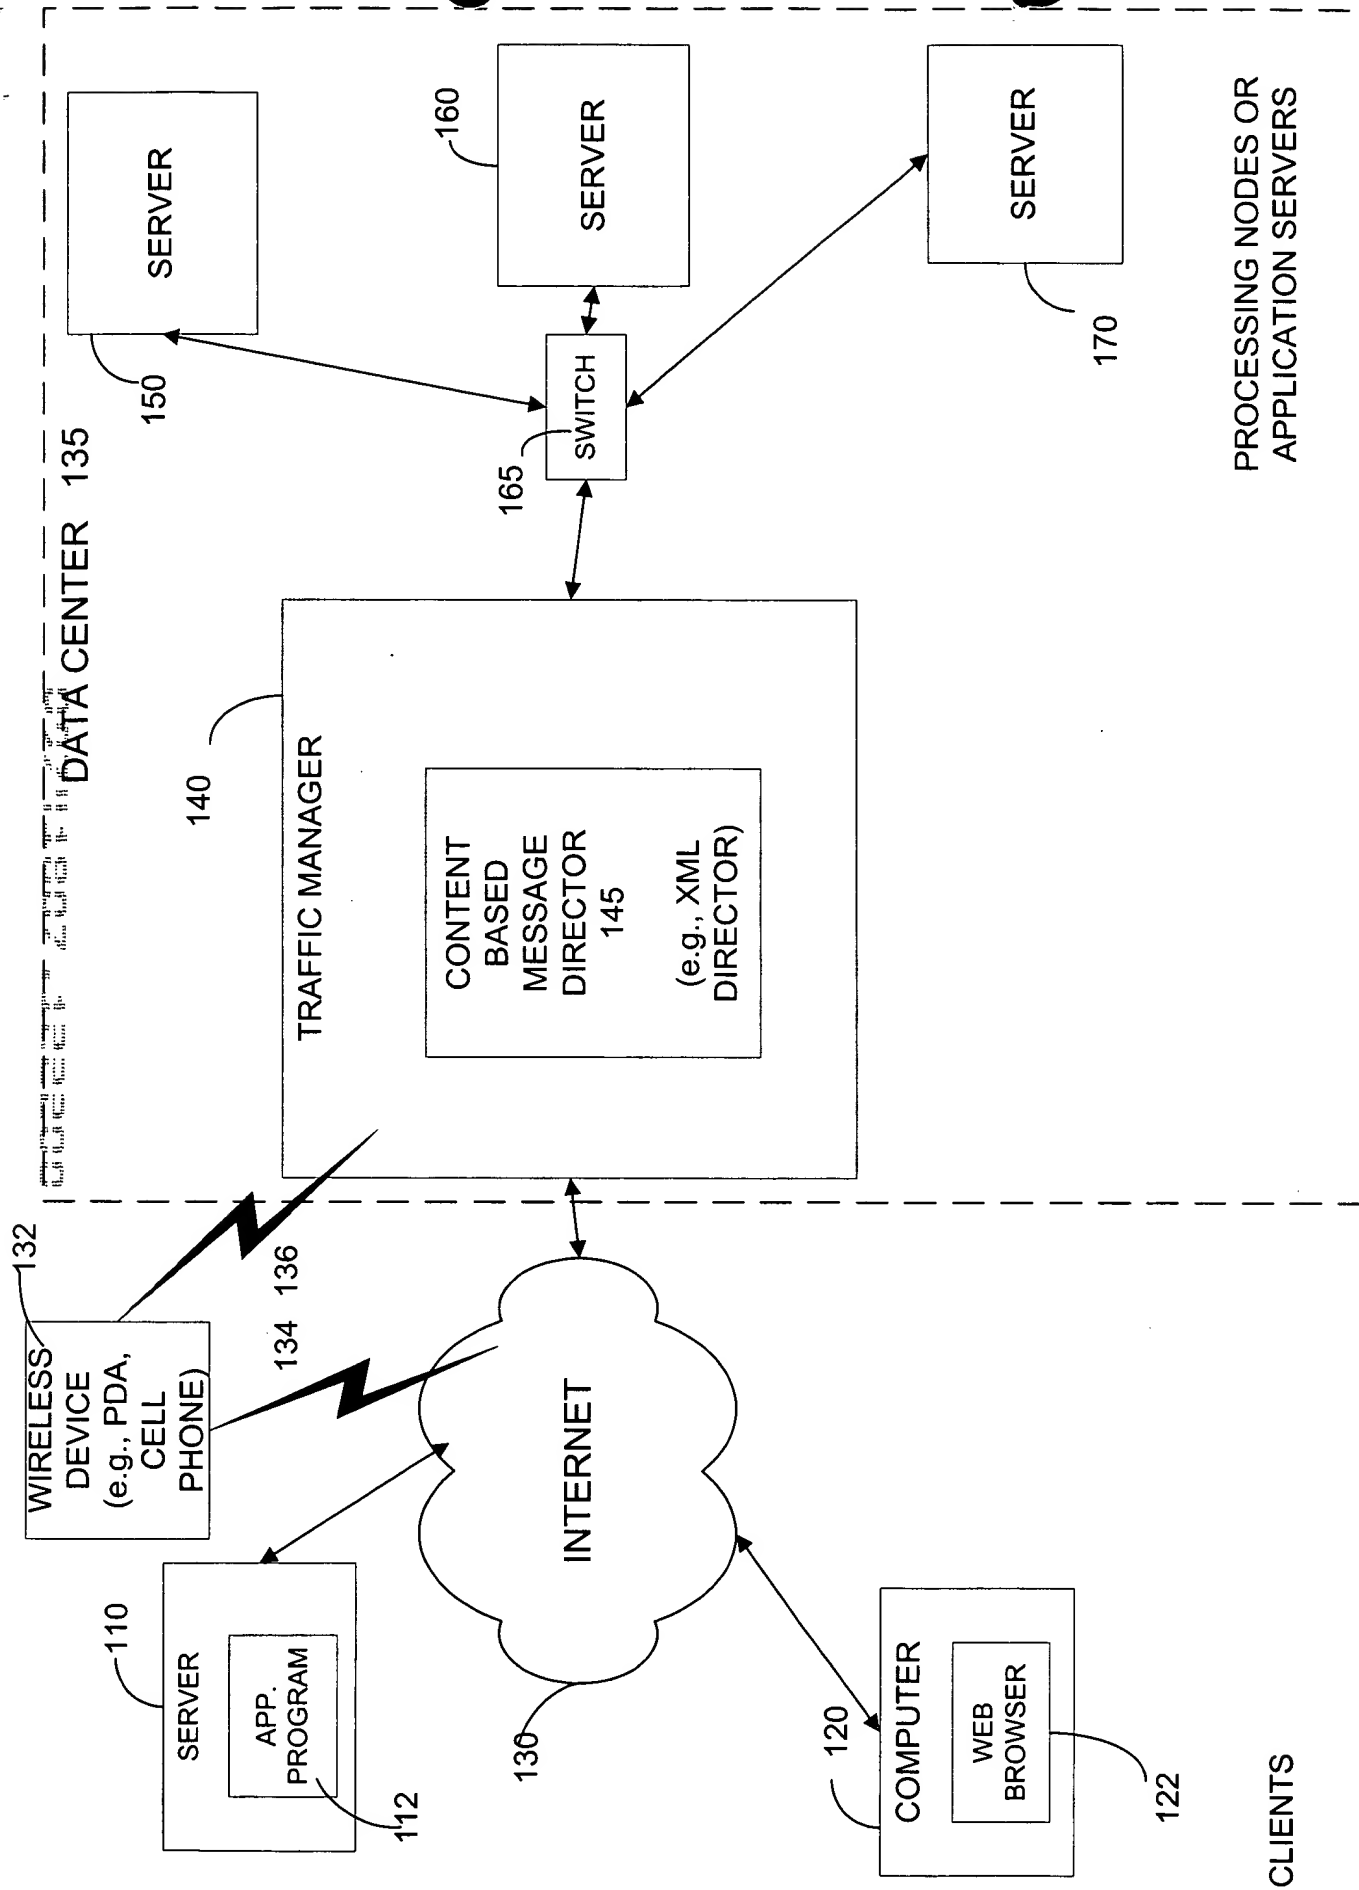 DATA CENTER 135
WIRELESS
DEVICE
(e.g., PDA,
CELL
PHONE)
132
134
136
110
SERVER
APP.
PROGRAM
112
INTERNET
130
120
COMPUTER
WEB
BROWSER
122
CLIENTS
140
TRAFFIC MANAGER
CONTENT
BASED
MESSAGE
DIRECTOR
145
(e.g., XML
DIRECTOR)
165
SWITCH
150
SERVER
160
SERVER
170
SERVER
PROCESSING NODES OR
APPLICATION SERVERS